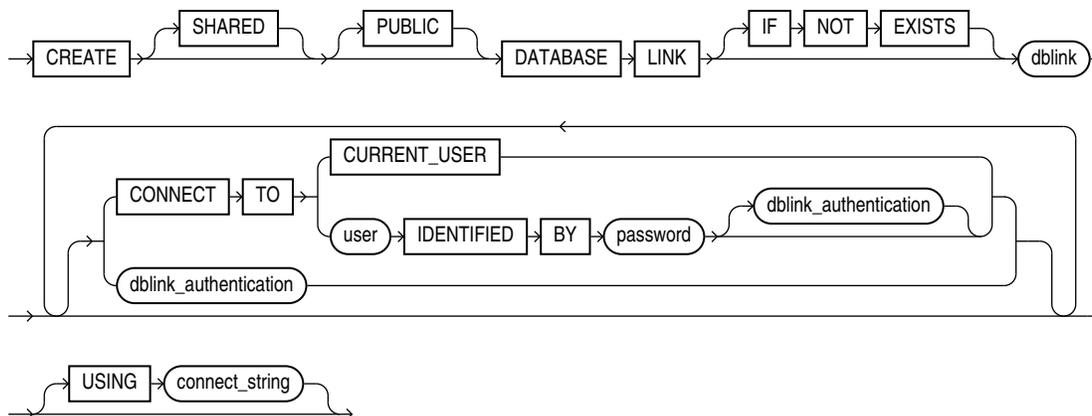 SHARED PUBLIC IF NOT EXISTS
CREATE DATABASE LINK dblink
CURRENT_USER
CONNECT TO dblink_authentication
user IDENTIFIED BY password
dblink_authentication
USING connect_string